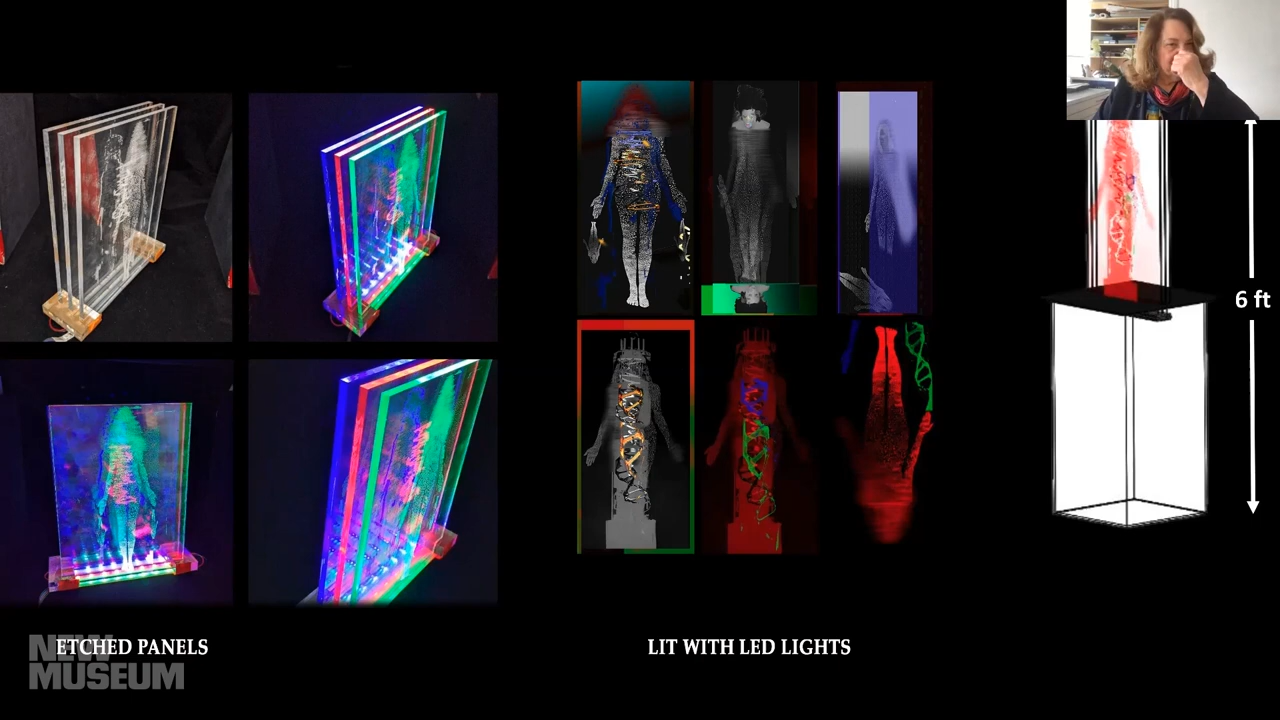 6 ft
ETCHED PANELS
LIT WITH LED LIGHTS
NEW
MUSEUM